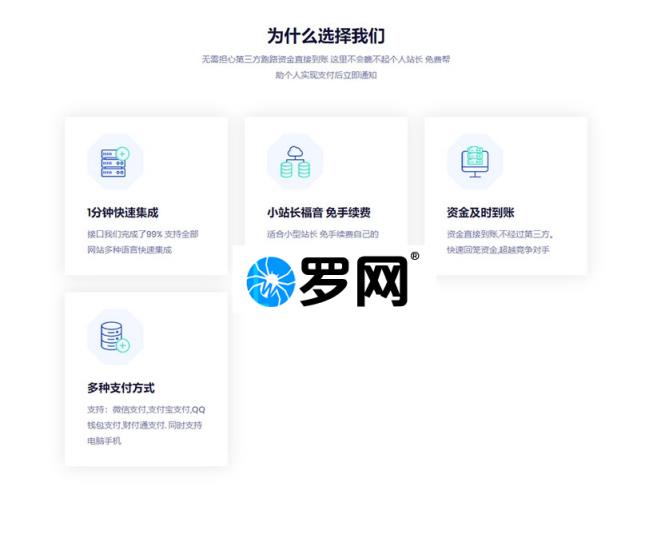 为什么选择我们
无需担心第三方跑路资金直接到账 这里不会瞧不起个人站长 免费帮
助个人实现支付后立即通知
1分钟快速集成
接口我们完成了99% 支持全部
网站多种语言快速集成
小站长福音 免手续费
适合小型站长 免手续费自己的
资金及时到账
资金直接到账,不经过第三方。
快速回笼资金,超越竞争对手
罗网®
多种支付方式
支持：微信支付,支付宝支付,QQ
钱包支付,财付通支付. 同时支持
电脑手机